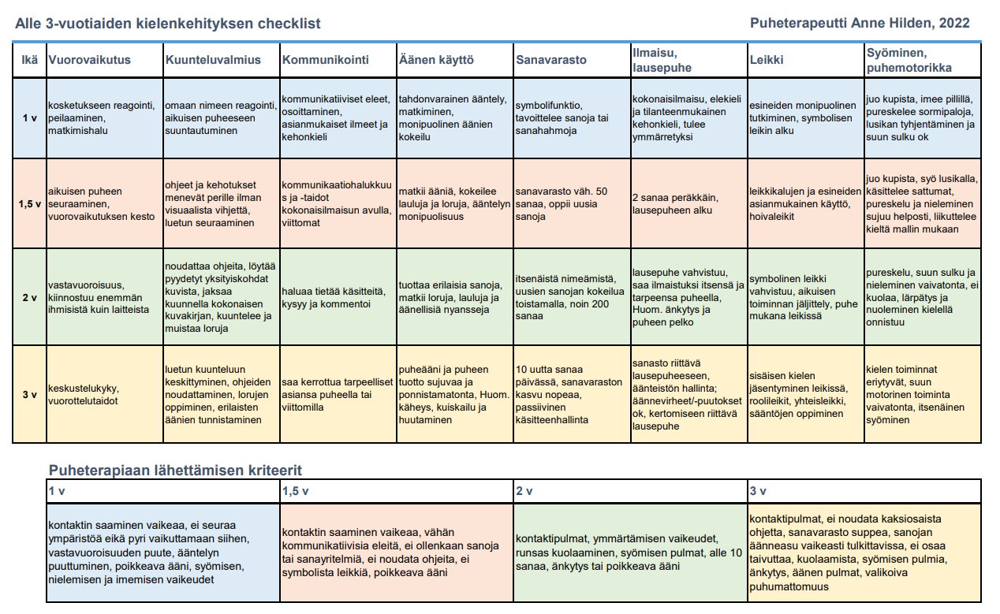 Alle 3-vuotiaiden kielenkehityksen checklist
Puheterapeutti Anne Hilden, 2022
Ikä
Vuorovaikutus
Kuunteluvalmius
Kommunikointi
Äänen käyttö
Sanavarasto
Ilmaisu,
lausepuhe
Leikki
Syöminen,
puhemotorikka
1 v
kosketukseen reagointi,
peilaaminen,
matkimishalu
omaan nimeen reagointi,
aikuisen puheeseen
suuntautuminen
kommunikatiiviset eleet,
osoittaminen,
asianmukaiset ilmeet ja
kehonkieli
tahdonvarainen ääntely,
matkiminen,
monipuolinen äänien
kokeilu
symbolifunktio,
tavoittelee sanoja tai
sanahahmoja
kokonaisilmaisu, elekieli
ja tilanteenmukainen
kehonkieli, tulee
ymmärretyksi
esineiden monipuolinen
tutkiminen, symbolisen
leikin alku
juo kupista, imee pillillä,
pureskelee sormipaloja,
lusikan tyhjentäminen ja
suun sulku ok
1,5 v
aikuisen puheen
seuraaminen,
vuorovaikutuksen kesto
ohjeet ja kehotukset
menevät perille ilman
visuaalista vihjettä,
luetun seuraaminen
kommunikaatiohalukkuu
s ja -taidot
kokonaisilmaisun avulla,
viittomat
matkii ääniä, kokeilee
lauluja ja loruja, ääntelyn
monipuolisuus
sanavarasto väh. 50
sanaa, oppii uusia
sanoja
2 sanaa peräkkäin,
lausepuheen alku
leikkikalujen ja esineiden
asianmukainen käyttö,
hoivaleikit
juo kupista, syö lusikalla,
käsittelee sattumat,
pureskelu ja nieleminen
sujuu helposti, liikuttelee
kieltä mallin mukaan
2 v
vastavuoroisuus,
kiinnostuu enemmän
ihmisistä kuin laitteista
noudattaa ohjeita, löytää
pyydetyt yksityiskohdat
kuvista, jaksaa
kuunnella kokonaisen
kuvakirjan, kuuntelee ja
muistaa loruja
haluaa tietää käsitteitä,
kysyy ja kommentoi
tuottaa erilaisia sanoja,
matkii loruja, lauluja ja
äänellisiä nyansseja
itsenäistä nimeämistä,
uusien sanojan kokeilua
toistamalla, noin 200
sanaa
lausepuhe vahvistuu,
saa ilmaistuksi itsensä ja
tarpeensa puhella,
Huom. änkytys ja
puheen pelko
symbolinen leikki
vahvistuu, aikuisen
toiminnan jäljittely, puhe
mukana leikissä
pureskelu, suun sulku ja
nieleminen vaivatonta, ei
kuolaa, lärpätys ja
nuoleminen kielellä
onnistuu
3 v
keskustelukyky,
vuorottelutaidot
luetun kuunteluun
keskittyminen, ohjeiden
noudattaminen, lorujen
oppiminen, erilaisten
äänien tunnistaminen
saa kerrottua tarpeelliset
asiansa puhella tai
viittomilla
puheääni ja puheen
tuotto sujuvaa ja
ponnistamatonta, Huom.
käheys, kuiskailu ja
huutaminen
10 uutta sanaa
päivässä, sanavaraston
kasvu nopeaa,
passiivinen
käsitteenhallinta
sanasto riittävä
lausepuheeseen,
äänteistön hallinta;
äännevirheet/-puutokset
ok, kertomiseen riittävä
lausepuhe
sisäisen kielen
jäsentyminen leikissä,
roolileikit, yhteisleikki,
sääntöjen oppiminen
kielen toiminnat
eriytyvät, suun
motorinen toiminta
vaivatonta, itsenäinen
syöminen
Puheterapiaan lähettämisen kriteerit
1 v
1,5 v
2 v
3 v
kontaktin saaminen vaikeaa, ei seuraa
ympäristöä eikä pyri vaikuttamaan siihen,
vastavuoroisuuden puute, ääntelyn
puuttuminen, poikkeava ääni, syömisen,
nielemisen ja imemisen vaikeudet
kontaktin saaminen vaikeaa, vähän
kommunikatiivisia eleitä, ei ollenkaan sanoja
tai sanayritelmiä, ei noudata ohjeita, ei
symbolista leikkiä, poikkeava ääni
kontaktipulmat, ymmärtämisen vaikeudet,
runsas kuolaaminen, syömisen pulmat, alle 10
sanaa, änkytys tai poikkeava ääni
kontaktipulmat, ei noudata kaksiosaista
ohjetta, sanavarasto suppea, sanojan
äänneasu vaikeasti tulkittavissa, ei osaa
taivuttaa, kuolaamista, syömisen pulmia,
änkytys, äänen pulmat, valikoiva
puhumattomuus